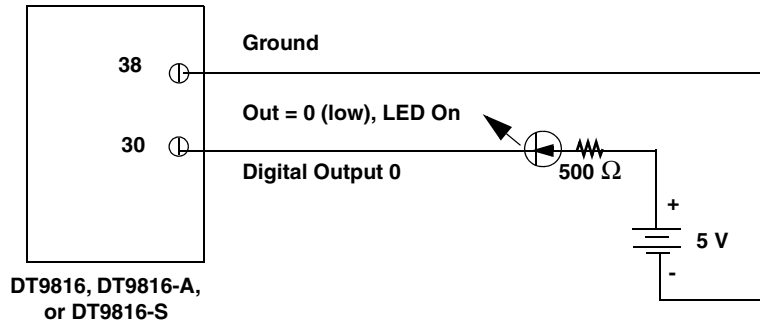 Ground
38
Out = 0 (low), LED On
30
Digital Output 0
500 Ω
+
5 V
-
DT9816, DT9816-A,
or DT9816-S